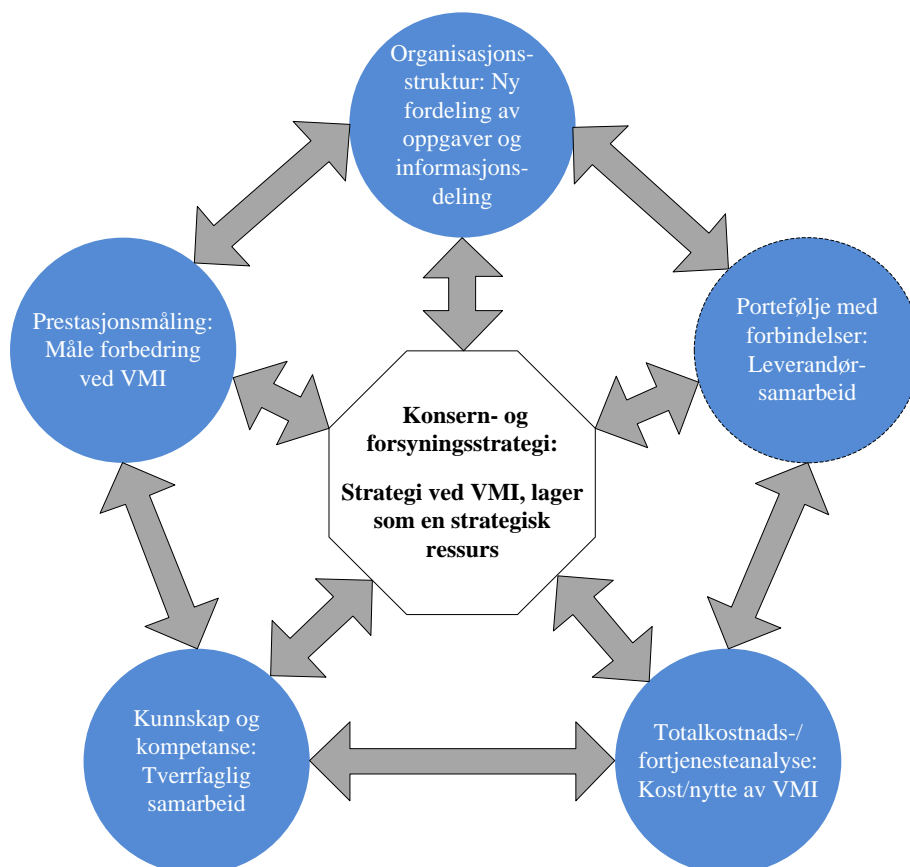 Organisasjons-
struktur: Ny
fordeling av
oppgaver og
informasjons-
deling
Prestasjonsmåling:
Måle forbedring
ved VMI
Portefølje med
forbindelser:
Leverandør-
samarbeid
Konsern- og
forsyningsstrategi:
Strategi ved VMI, lager
som en strategisk
ressurs
Kunnskap og
kompetanse:
Tverrfaglig
samarbeid
Totalkostnads-/
fortjenesteanalyse:
Kost/nytte av VMI